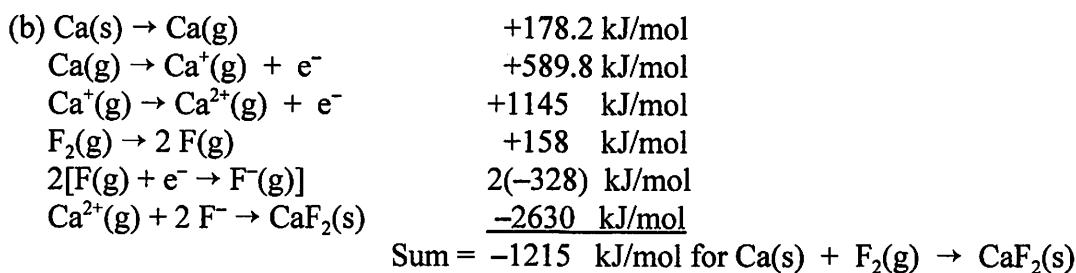 (b) Ca(s) → Ca(g) +178.2 kJ/mol
Ca(g) → Ca⁺(g) + e⁻ +589.8 kJ/mol
Ca⁺(g) → Ca²⁺(g) + e⁻ +1145 kJ/mol
F₂(g) → 2 F(g) +158 kJ/mol
2[F(g) + e⁻ → F⁻(g)] 2(–328) kJ/mol
Ca²⁺(g) + 2 F⁻ → CaF₂(s) –2630 kJ/mol
Sum = –1215 kJ/mol for Ca(s) + F₂(g) → CaF₂(s)